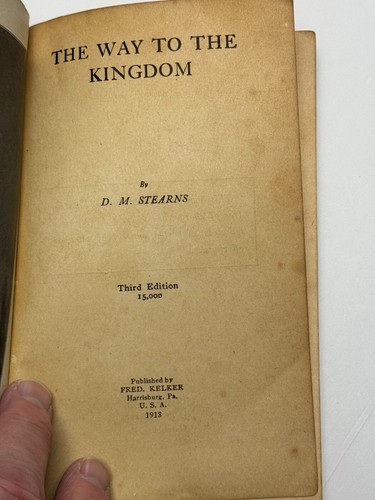 THE WAY TO THE
KINGDOM
By
D. M. STEARNS
Third Edition
15,000
Published by
FRED. KELKER
Harrisburg, Pa.
U. S. A.
1918